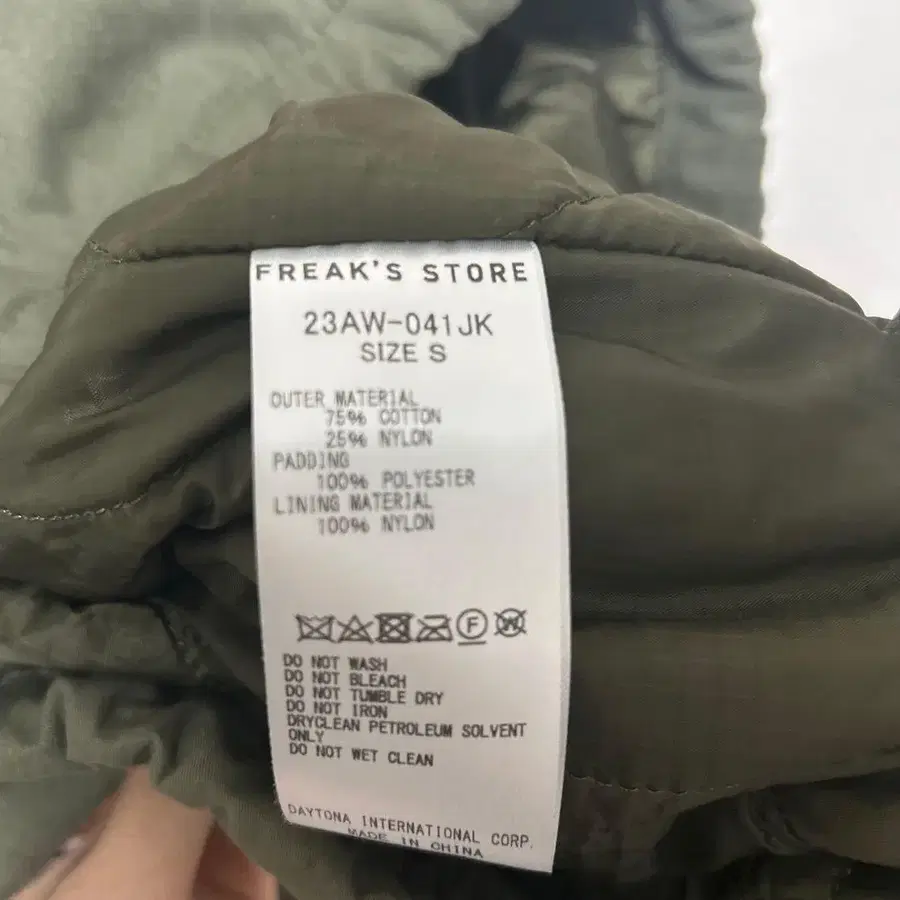 FREAK'S STORE
23AW-041JK
SIZE S
OUTER MATERIAL
75% COTTON
25% NYLON
PADDING
100% POLYESTER
LINING MATERIAL
100% NYLON
F W
DO NOT WASH
DO NOT BLEACH
DO NOT TUMBLE DRY
DO NOT IRON
DRYCLEAN PETROLEUM SOLVENT
ONLY
DO NOT WET CLEAN
DAYTONA INTERNATIONAL CORP.
MADE IN CHINA